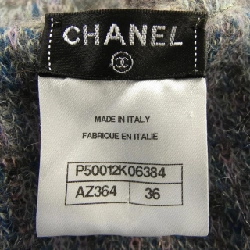 CHANEL
MADE IN ITALY
FABRIQUE EN ITALIE
P50012K06384
AZ364 36